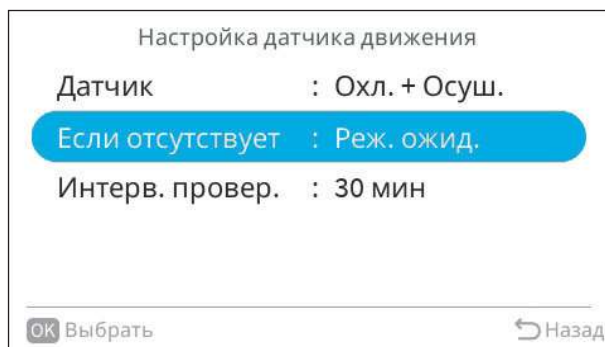 Настройка датчика движения
Датчик : Охл. + Осуш.
Если отсутствует : Реж. ожид.
Интерв. провер. : 30 мин
OK Выбрать Назад